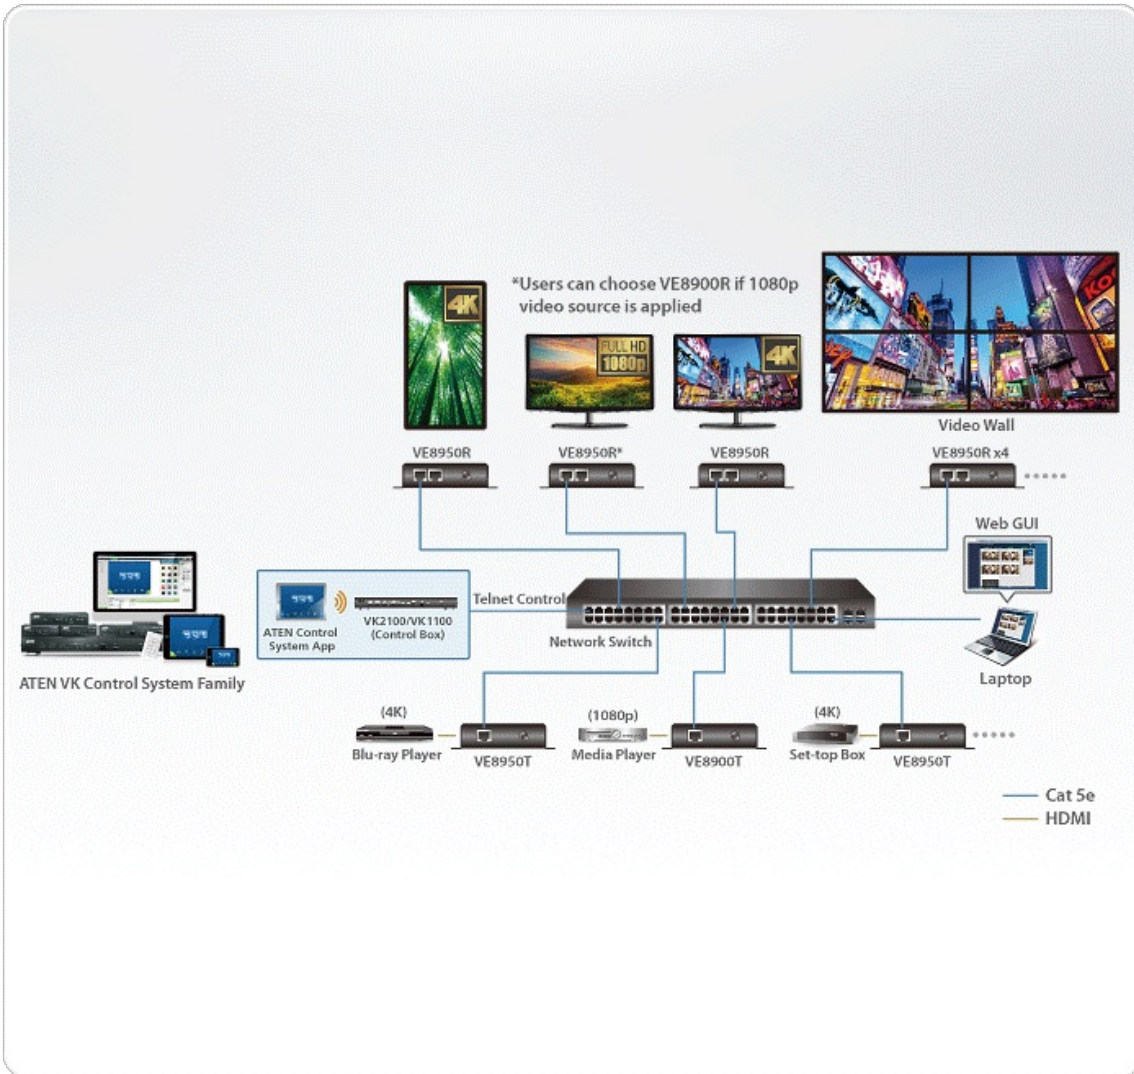 *Users can choose VE8900R if 1080p
video source is applied
4K
FULL HD
1080p
4K
Video Wall
VE8950R
VE8950R*
VE8950R
VE8950R x4
Web GUI
Telnet Control
ATEN Control
System App
VK2100/VK1100
(Control Box)
Network Switch
ATEN VK Control System Family
Laptop
(4K)
Blu-ray Player
VE8950T
(1080p)
Media Player
VE8900T
(4K)
Set-top Box
VE8950T
Cat 5e
HDMI